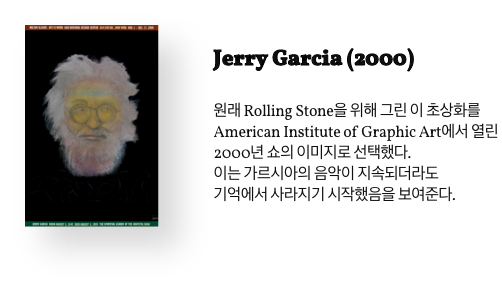 Jerry Garcia (2000)
원래 Rolling Stone을 위해 그린 이 초상화를
American Institute of Graphic Art에서 열린
2000년 쇼의 이미지로 선택했다.
이는 가르시아의 음악이 지속되더라도
기억에서 사라지기 시작했음을 보여준다.